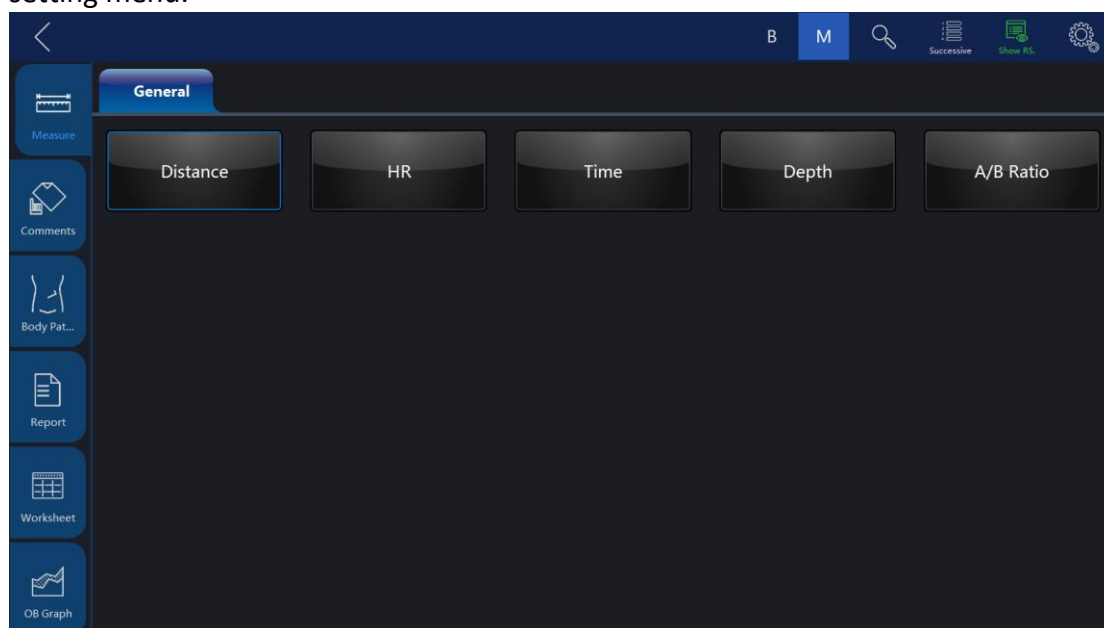 setting menu.
B M
Successive Show RS.
General
Measure
Distance HR Time Depth A/B Ratio
Comments
Body Pat...
Report
Worksheet
OB Graph